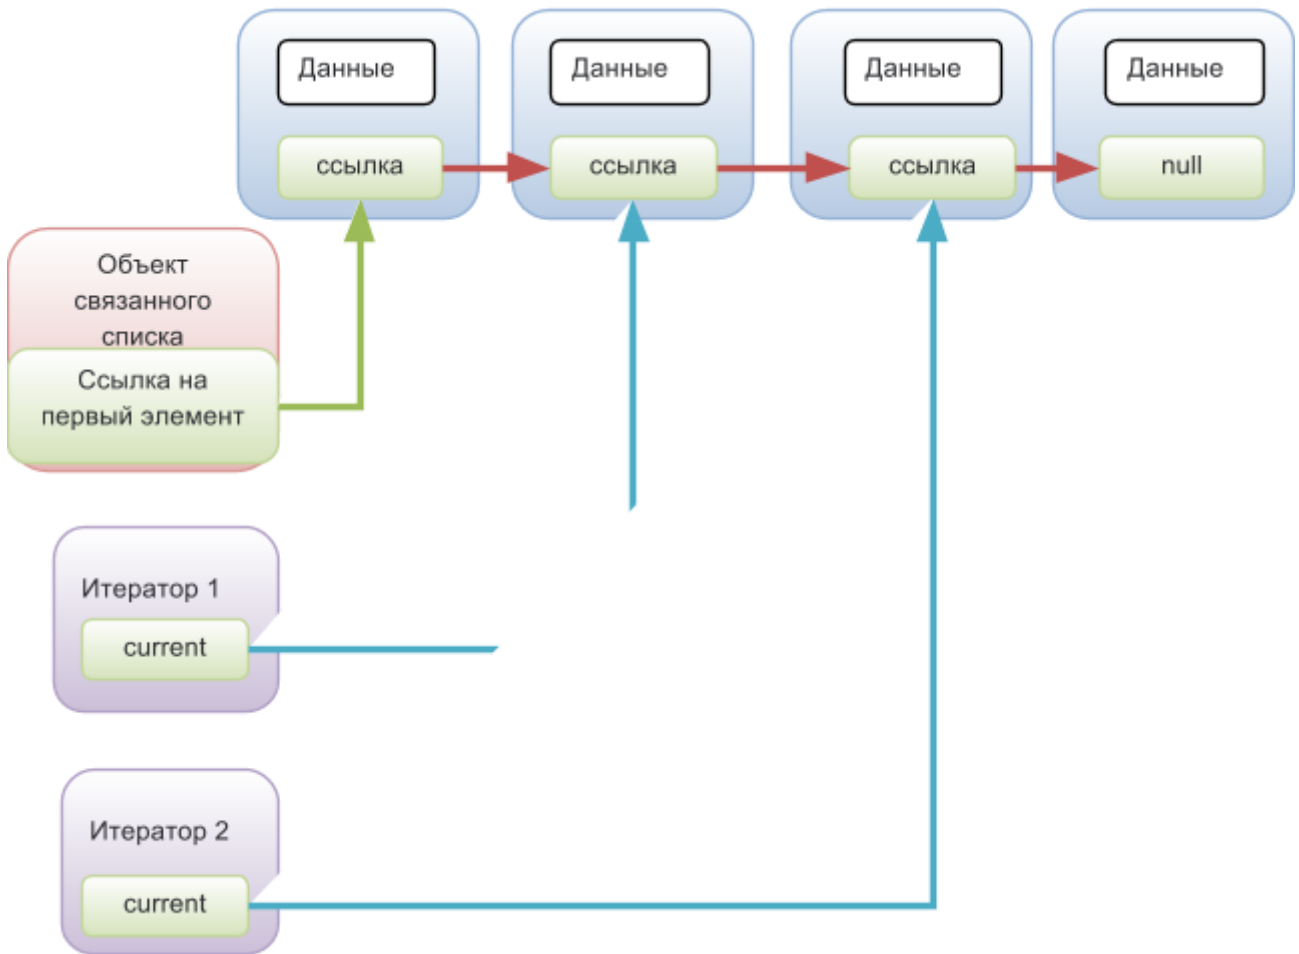 Данные
Данные
Данные
Данные
ссылка
ссылка
ссылка
null
Объект
связанного
списка
Ссылка на
первый элемент
Итератор 1
current
Итератор 2
current